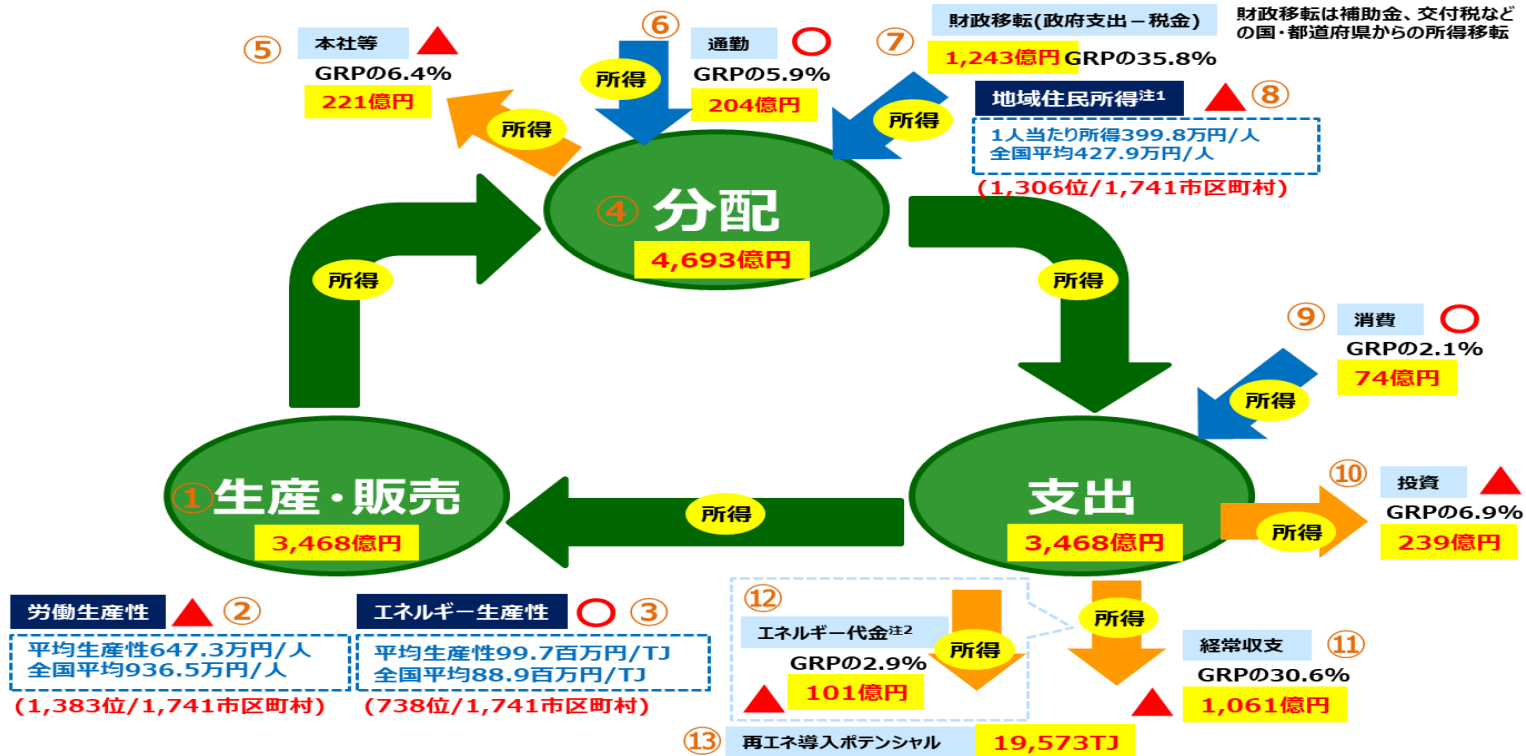 ⑤ 本社等 ▲
GRPの6.4%
221億円
所得
⑥ 通勤 ○
GRPの5.9%
204億円
所得
⑦ 財政移転(政府支出－税金)
1,243億円 GRPの35.8%
所得
財政移転は補助金、交付税など
の国・都道府県からの所得移転
地域住民所得注1 ▲ ⑧
1人当たり所得399.8万円/人
全国平均427.9万円/人
(1,306位/1,741市区町村)
④ 分配
4,693億円
所得
所得
⑨ 消費 ○
GRPの2.1%
74億円
所得
①生産・販売
3,468億円
所得
支出
3,468億円
⑩ 投資 ▲
GRPの6.9%
239億円
所得
労働生産性 ▲ ②
平均生産性647.3万円/人
全国平均936.5万円/人
(1,383位/1,741市区町村)
エネルギー生産性 ○ ③
平均生産性99.7百万円/TJ
全国平均88.9百万円/TJ
(738位/1,741市区町村)
⑫
エネルギー代金注2
GRPの2.9%
▲ 101億円
所得
所得
経常収支 ⑪
GRPの30.6%
▲ 1,061億円
⑬ 再エネ導入ポテンシャル 19,573TJ